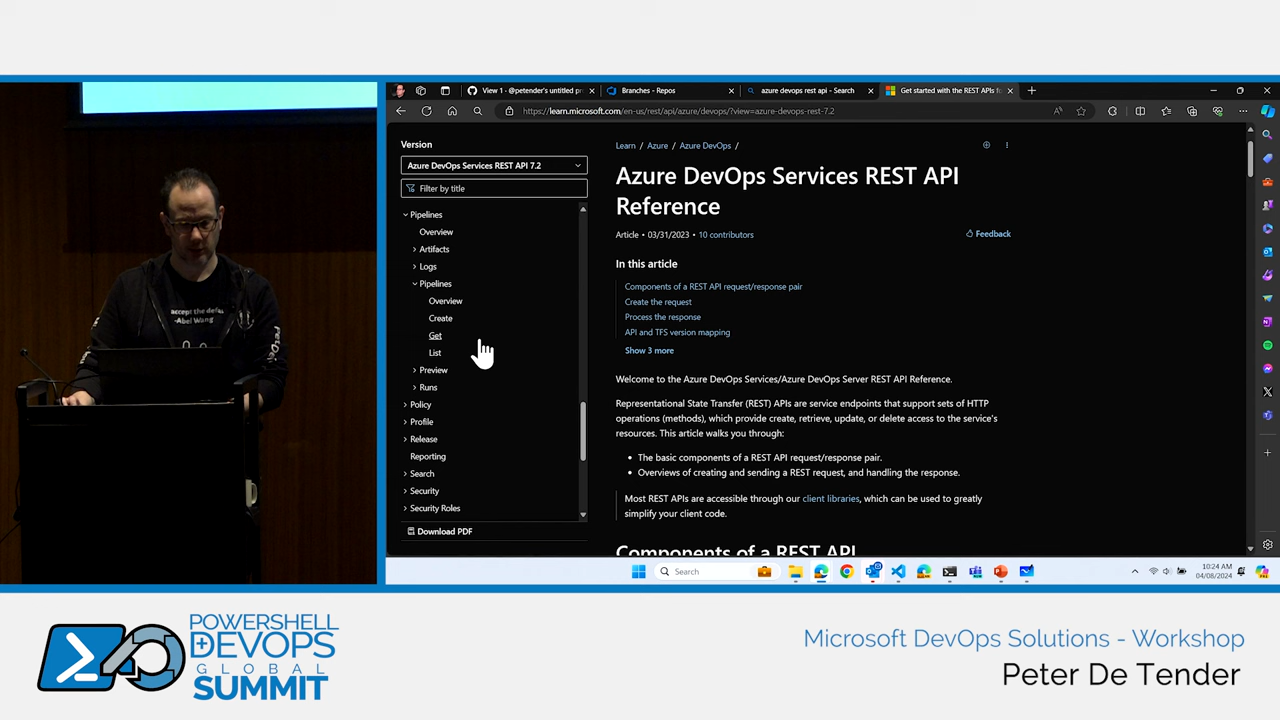 accept the defau
-Abel Wang
View 1 - @petender's untitled pr
Branches - Repos
azure devops rest api - Search
Get started with the REST APIs fo
https://learn.microsoft.com/en-us/rest/api/azure/devops/?view=azure-devops-rest-7.2
Version
Azure DevOps Services REST API 7.2
Filter by title
Pipelines
Overview
Artifacts
Logs
Pipelines
Overview
Create
Get
List
Preview
Runs
Policy
Profile
Release
Reporting
Search
Security
Security Roles
Download PDF
Learn / Azure / Azure DevOps /
Azure DevOps Services REST API
Reference
Article • 03/31/2023 • 10 contributors
Feedback
In this article
Components of a REST API request/response pair
Create the request
Process the response
API and TFS version mapping
Show 3 more
Welcome to the Azure DevOps Services/Azure DevOps Server REST API Reference.
Representational State Transfer (REST) APIs are service endpoints that support sets of HTTP
operations (methods), which provide create, retrieve, update, or delete access to the service's
resources. This article walks you through:
• The basic components of a REST API request/response pair.
• Overviews of creating and sending a REST request, and handling the response.
Most REST APIs are accessible through our client libraries, which can be used to greatly
simplify your client code.
Components of a REST API
Search
10:24 AM
04/08/2024
POWERSHELL
+DEVOPS
GLOBAL
SUMMIT
Microsoft DevOps Solutions - Workshop
Peter De Tender